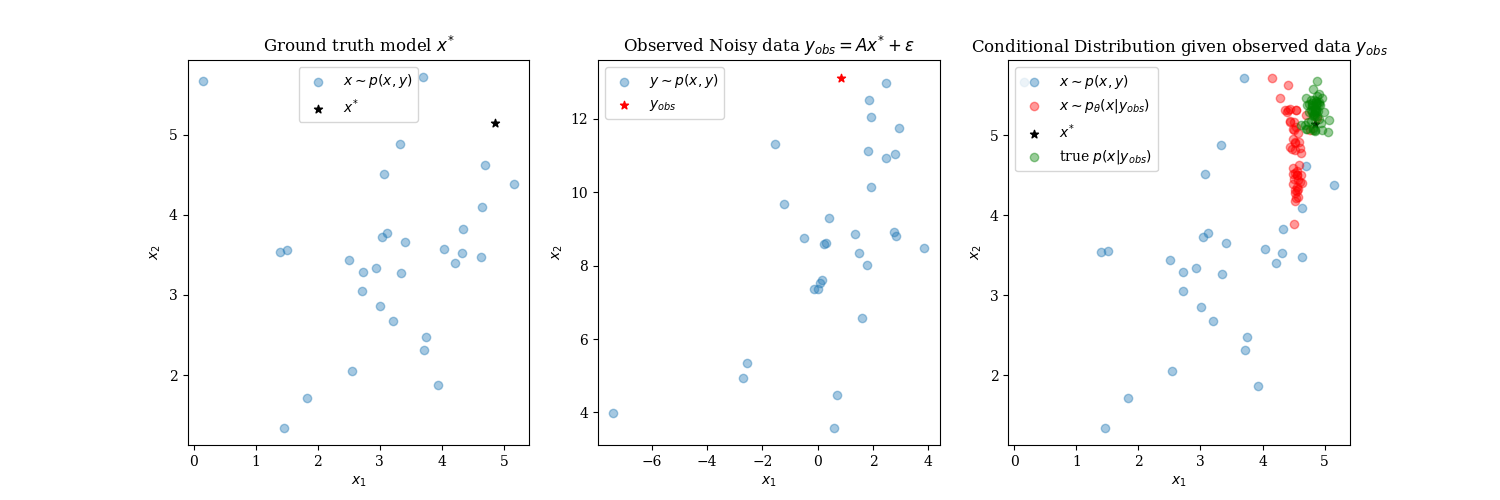 Ground truth model x*
x ~ p(x, y)
x*
5
4
3
2
0 1 2 3 4 5
x₁
x₂
Observed Noisy data y_obs = Ax* + ε
y ~ p(x, y)
y_obs
12
10
8
6
4
−6 −4 −2 0 2 4
x₁
x₂
Conditional Distribution given observed data y_obs
x ~ p(x, y)
x ~ p_θ(x|y_obs)
x*
true p(x|y_obs)
5
4
3
2
0 1 2 3 4 5
x₁
x₂